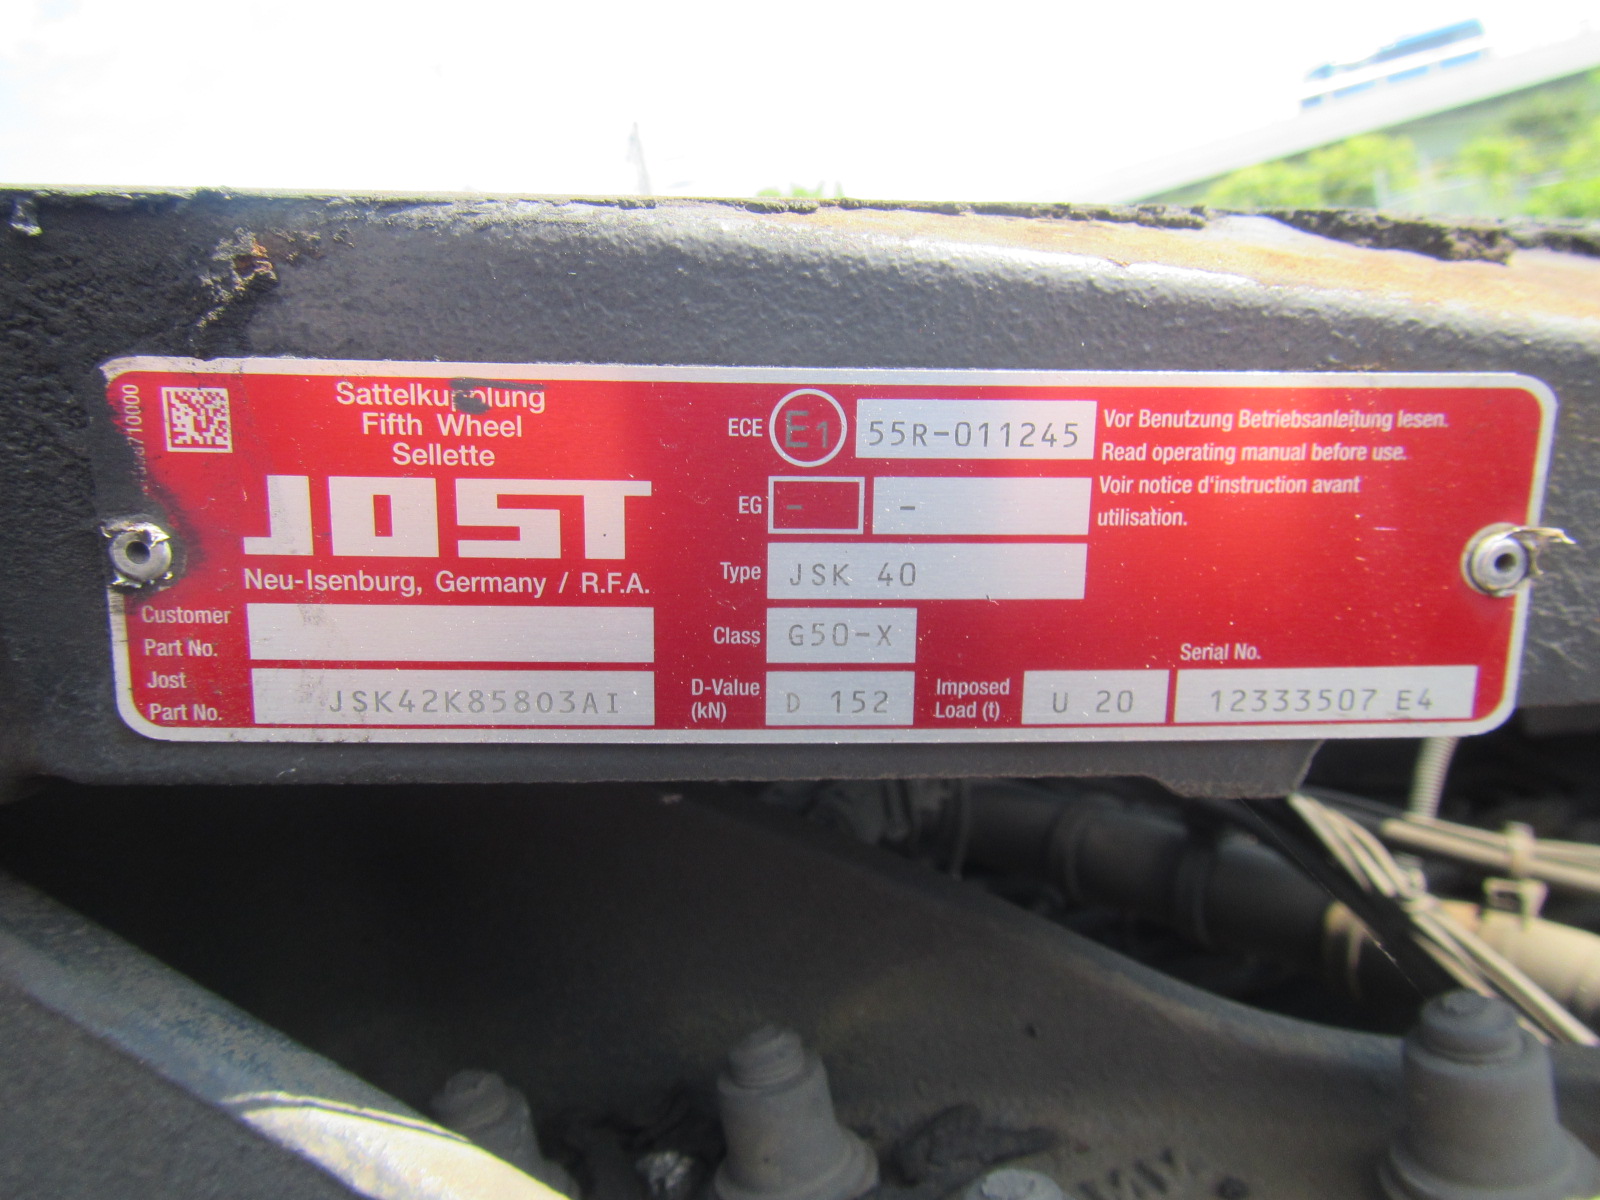 Sattelkupplung
Fifth Wheel
Sellette
JOST
Neu-Isenburg, Germany / R.F.A.
Customer
Part No.
Jost
Part No. JSK42K85803AI
ECE E1 55R-011245
EG - -
Type JSK 40
Class G50-X
D-Value
(kN) D 152
Imposed
Load (t) U 20
Vor Benutzung Betriebsanleitung lesen.
Read operating manual before use.
Voir notice d'instruction avant
utilisation.
Serial No.
12333507 E4